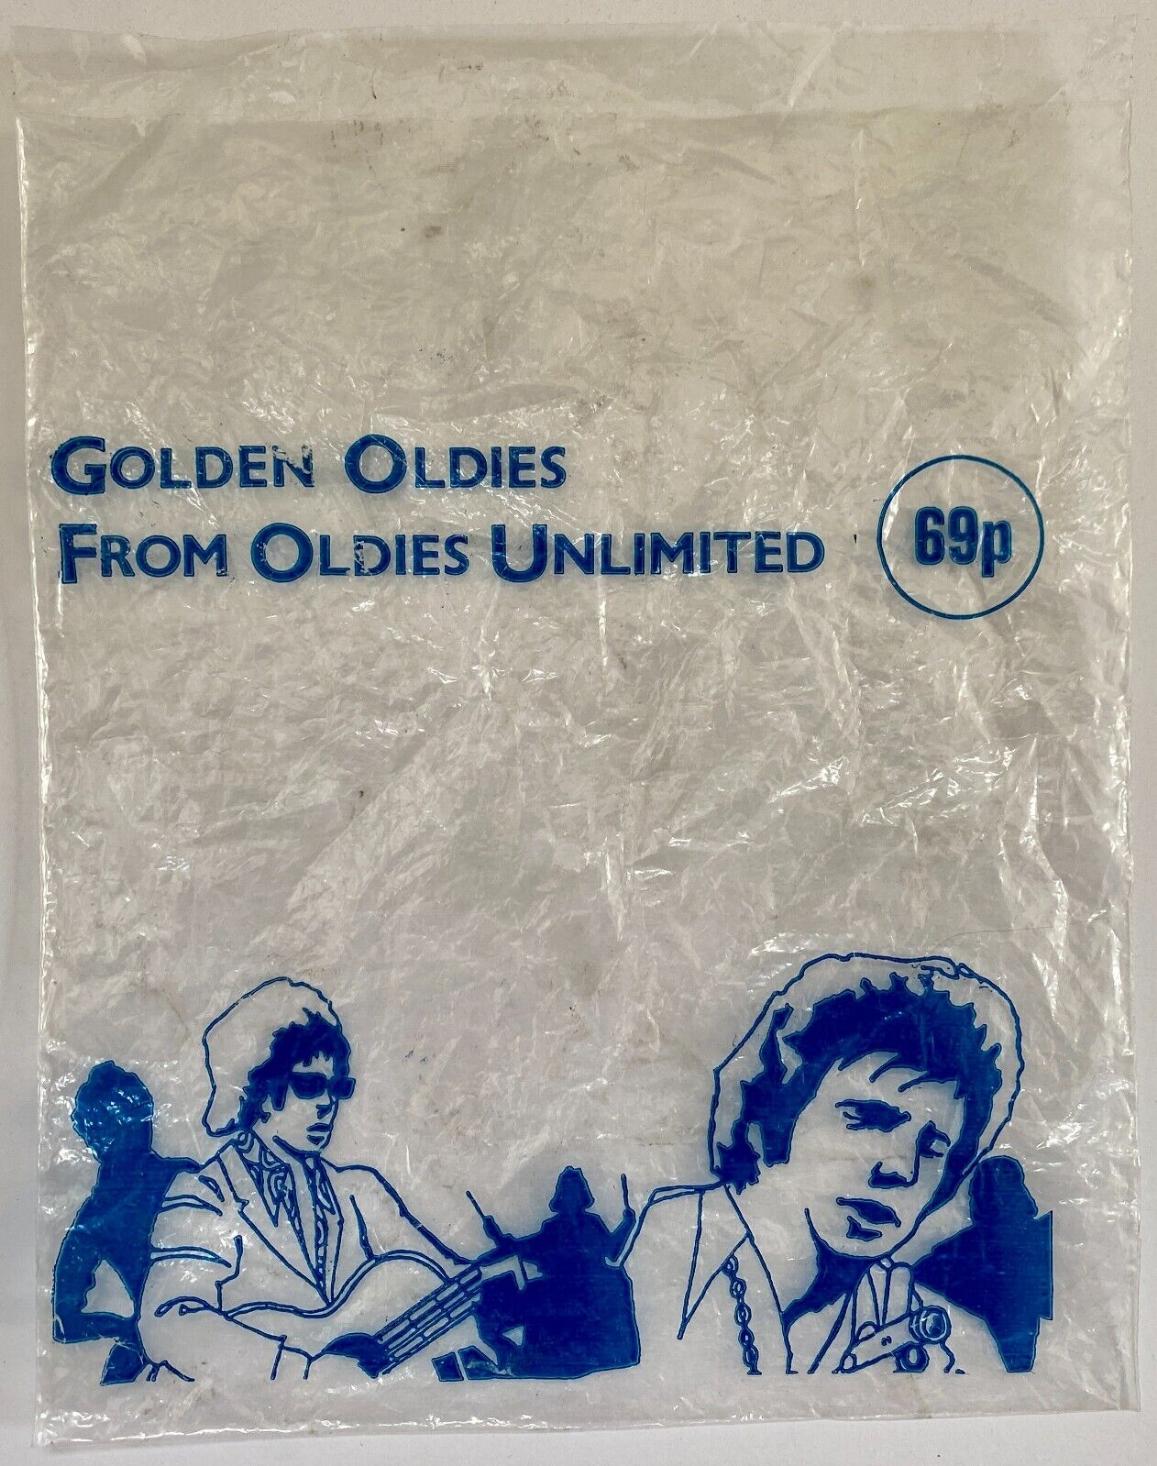 GOLDEN OLDIES
FROM OLDIES UNLIMITED
69p